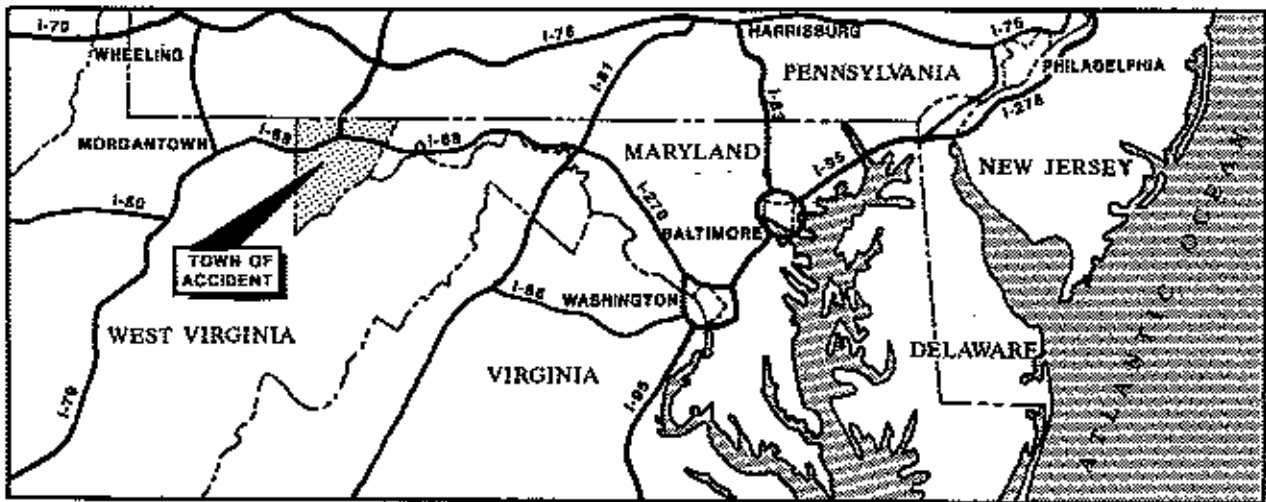 I-70
I-76
HARRISBURG
I-76
WHEELING
PENNSYLVANIA
PHILADELPHIA
I-81
I-83
I-276
MORGANTOWN
I-68
I-68
MARYLAND
I-95
NEW JERSEY
I-270
BALTIMORE
TOWN OF
ACCIDENT
I-66
WASHINGTON
WEST VIRGINIA
VIRGINIA
DELAWARE
I-79
I-95
ATLANTIC OCEAN